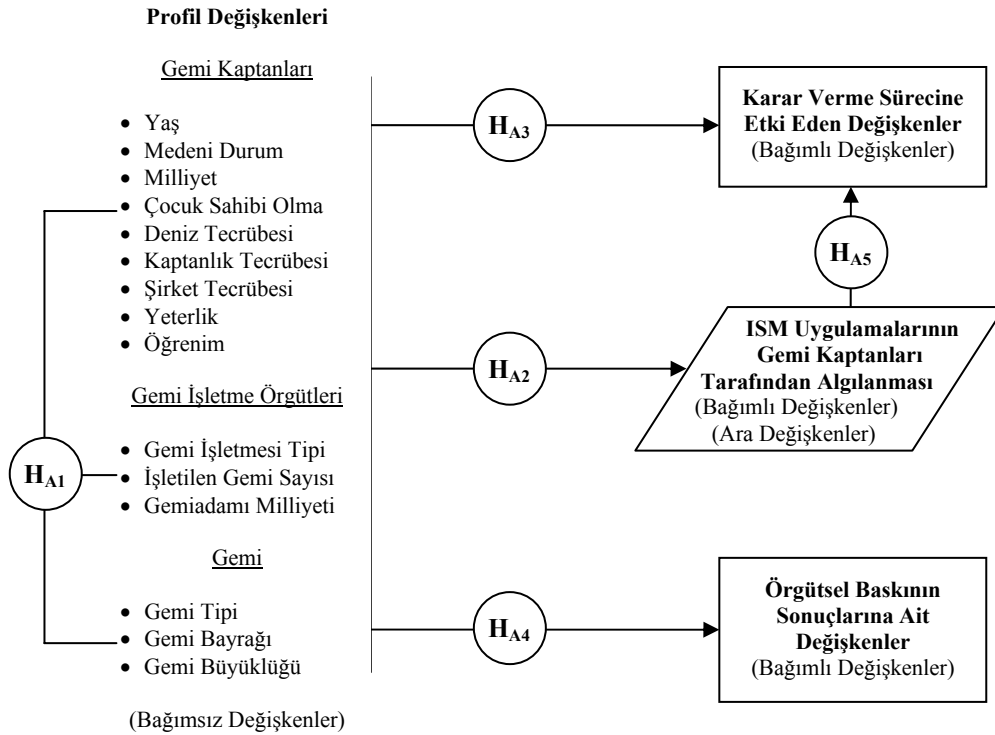 Profil Değişkenleri
Gemi Kaptanları
• Yaş
• Medeni Durum
• Milliyet
• Çocuk Sahibi Olma
• Deniz Tecrübesi
• Kaptanlık Tecrübesi
• Şirket Tecrübesi
• Yeterlik
• Öğrenim
Gemi İşletme Örgütleri
• Gemi İşletmesi Tipi
• İşletilen Gemi Sayısı
• Gemiadamı Milliyeti
Gemi
• Gemi Tipi
• Gemi Bayrağı
• Gemi Büyüklüğü
(Bağımsız Değişkenler)
HA1
HA3
Karar Verme Sürecine
Etki Eden Değişkenler
(Bağımlı Değişkenler)
HA5
HA2
ISM Uygulamalarının
Gemi Kaptanları
Tarafından Algılanması
(Bağımlı Değişkenler)
(Ara Değişkenler)
HA4
Örgütsel Baskının
Sonuçlarına Ait
Değişkenler
(Bağımlı Değişkenler)